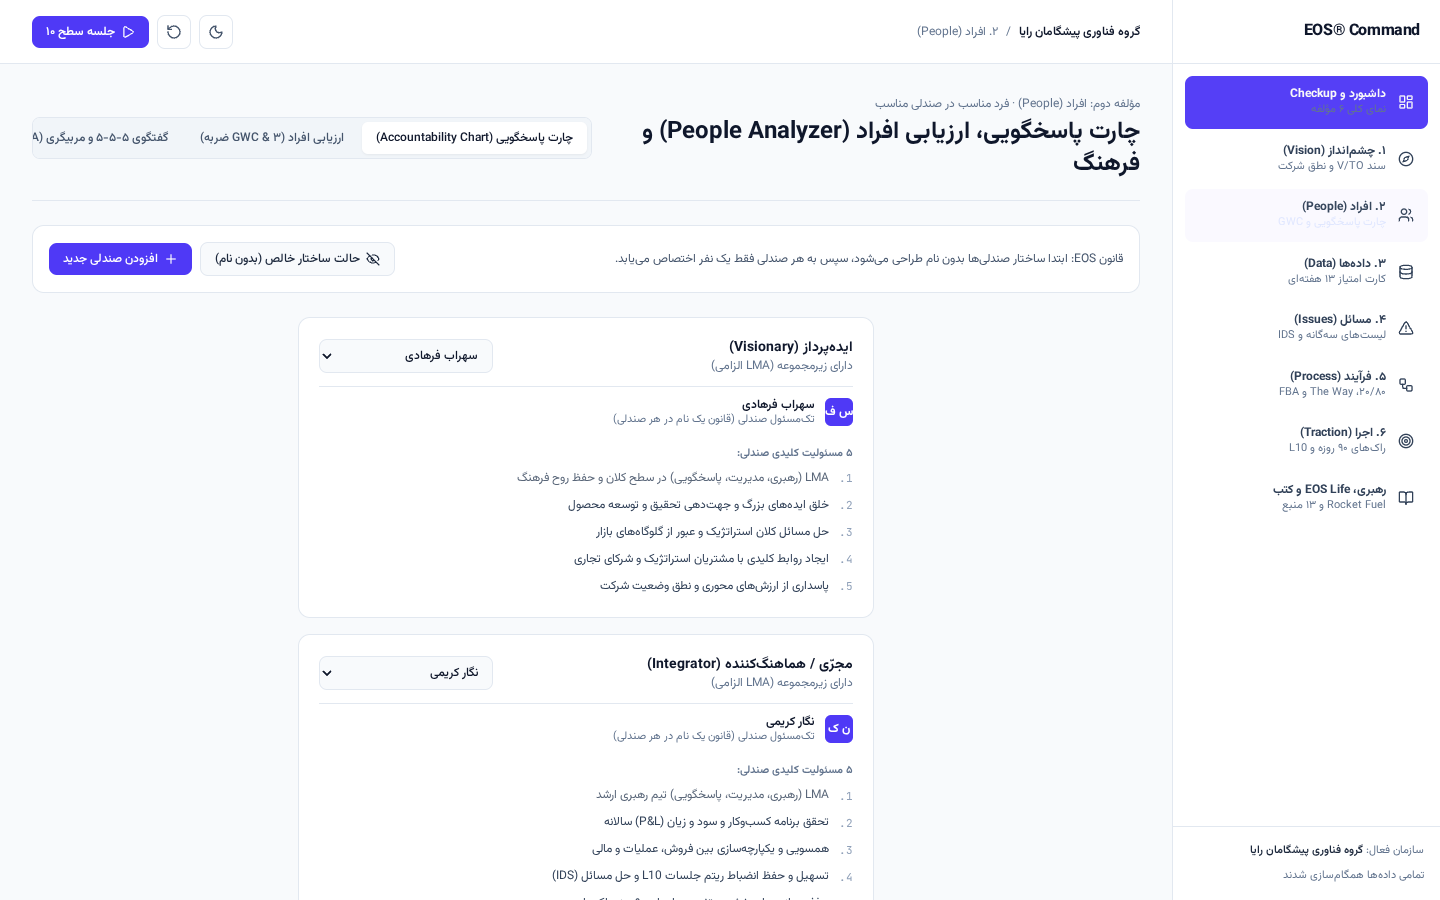 EOS® Command
گروه فناوری پیشگامان رایا / ۲. افراد (People)
جلسه سطح ۱۰
داشبورد و Checkup
نمای کلی ۶ مؤلفه
۱. چشم‌انداز (Vision)
سند V/TO و نطق شرکت
۲. افراد (People)
چارت پاسخگویی و GWC
۳. داده‌ها (Data)
کارت امتیاز ۱۳ هفته‌ای
۴. مسائل (Issues)
لیست‌های سه‌گانه و IDS
۵. فرآیند (Process)
۲۰/۸۰، The Way و FBA
۶. اجرا (Traction)
راک‌های ۹۰ روزه و L10
رهبری، EOS Life و کتب
Rocket Fuel و ۱۳ منبع
سازمان فعال: گروه فناوری پیشگامان رایا
تمامی داده‌ها همگام‌سازی شدند
مؤلفه دوم: افراد (People) · فرد مناسب در صندلی مناسب
چارت پاسخگویی، ارزیابی افراد (People Analyzer) و
فرهنگ
چارت پاسخگویی (Accountability Chart)
ارزیابی افراد (GWC & ۳ ضربه)
گفتگوی ۵-۵-۵ و مربیگری (A
قانون EOS: ابتدا ساختار صندلی‌ها بدون نام طراحی می‌شود، سپس به هر صندلی فقط یک نفر اختصاص می‌یابد.
حالت ساختار خالص (بدون نام)
افزودن صندلی جدید
ایده‌پرداز (Visionary)
دارای زیرمجموعه (LMA الزامی)
سهراب فرهادی
س ف
سهراب فرهادی
تک‌مسئول صندلی (قانون یک نام در هر صندلی)
۵ مسئولیت کلیدی صندلی:
1. LMA (رهبری، مدیریت، پاسخگویی) در سطح کلان و حفظ روح فرهنگ
2. خلق ایده‌های بزرگ و جهت‌دهی تحقیق و توسعه محصول
3. حل مسائل کلان استراتژیک و عبور از گلوگاه‌های بازار
4. ایجاد روابط کلیدی با مشتریان استراتژیک و شرکای تجاری
5. پاسداری از ارزش‌های محوری و نطق وضعیت شرکت
مجرّی / هماهنگ‌کننده (Integrator)
دارای زیرمجموعه (LMA الزامی)
نگار کریمی
ن ک
نگار کریمی
تک‌مسئول صندلی (قانون یک نام در هر صندلی)
۵ مسئولیت کلیدی صندلی:
1. LMA (رهبری، مدیریت، پاسخگویی) تیم رهبری ارشد
2. تحقق برنامه کسب‌وکار و سود و زیان (P&L) سالانه
3. همسویی و یکپارچه‌سازی بین فروش، عملیات و مالی
4. تسهیل و حفظ انضباط ریتم جلسات L10 و حل مسائل (IDS)